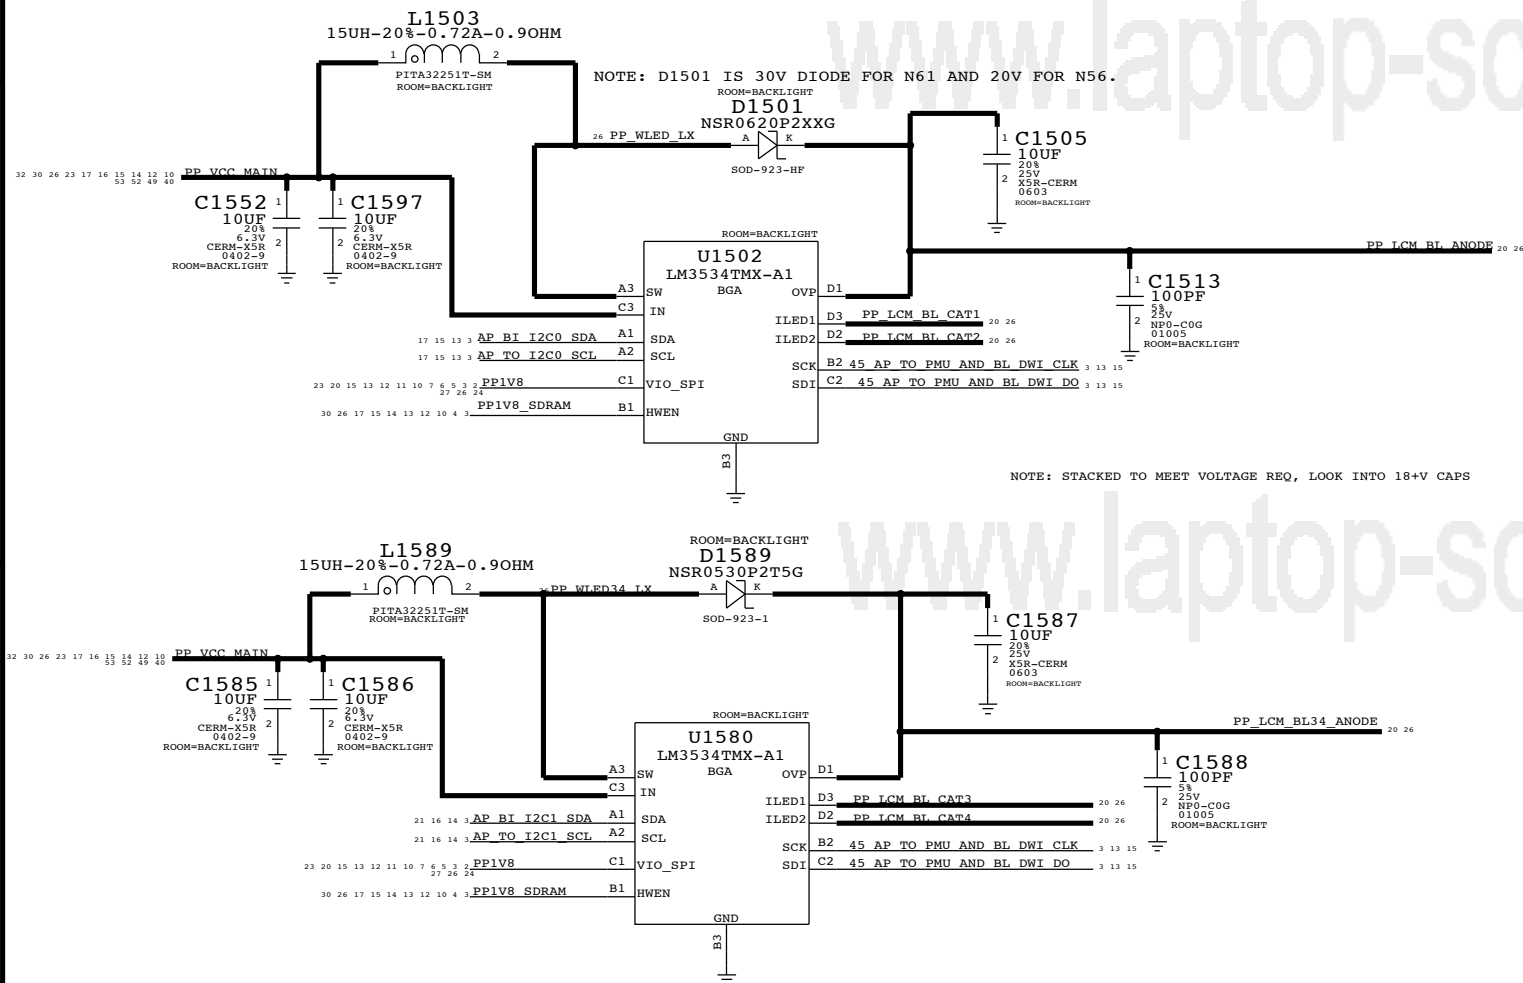 www.laptop-sc
L1503
15UH-20%-0.72A-0.9OHM
1 2
PITA32251T-SM
ROOM=BACKLIGHT
NOTE: D1501 IS 30V DIODE FOR N61 AND 20V FOR N56.
ROOM=BACKLIGHT
D1501
NSR0620P2XXG
26 PP_WLED_LX
A K
SOD-923-HF
1 C1505
10UF
20%
25V
2 X5R-CERM
0603
ROOM=BACKLIGHT
32 30 26 23 17 16 15 14 12 10 PP_VCC_MAIN
53 52 49 40
C1552 1
10UF
20%
6.3V
2
CERM-X5R
0402-9
ROOM=BACKLIGHT
1 C1597
10UF
20%
6.3V
2
CERM-X5R
0402-9
ROOM=BACKLIGHT
ROOM=BACKLIGHT
U1502
LM3534TMX-A1
BGA
PP_LCM_BL_ANODE 20 26
1 C1513
100PF
5%
25V
2
NP0-C0G
01005
ROOM=BACKLIGHT
A3 SW
C3 IN
17 15 13 3 AP_BI_I2C0_SDA A1 SDA
17 15 13 3 AP_TO_I2C0_SCL A2 SCL
23 20 15 13 12 11 10 7 6 5 3 2 PP1V8 C1 VIO_SPI
27 26 24
30 26 17 15 14 13 12 10 4 3 PP1V8_SDRAM B1 HWEN
OVP D1
ILED1 D3 PP_LCM_BL_CAT1 20 26
ILED2 D2 PP_LCM_BL_CAT2 20 26
SCK B2 45_AP_TO_PMU_AND_BL_DWI_CLK 3 13 15
SDI C2 45_AP_TO_PMU_AND_BL_DWI_DO 3 13 15
GND
B3
NOTE: STACKED TO MEET VOLTAGE REQ, LOOK INTO 18+V CAPS
www.laptop-sc
L1589
15UH-20%-0.72A-0.9OHM
1 2
PITA32251T-SM
ROOM=BACKLIGHT
ROOM=BACKLIGHT
D1589
NSR0530P2T5G
26 PP_WLED34_LX
A K
SOD-923-1
1 C1587
10UF
20%
25V
2 X5R-CERM
0603
ROOM=BACKLIGHT
32 30 26 23 17 16 15 14 12 10 PP_VCC_MAIN
53 52 49 40
C1585 1
10UF
20%
6.3V
2
CERM-X5R
0402-9
ROOM=BACKLIGHT
1 C1586
10UF
20%
6.3V
2
CERM-X5R
0402-9
ROOM=BACKLIGHT
ROOM=BACKLIGHT
U1580
LM3534TMX-A1
BGA
PP_LCM_BL34_ANODE 20 26
1 C1588
100PF
5%
25V
2
NP0-C0G
01005
ROOM=BACKLIGHT
A3 SW
C3 IN
21 16 14 3 AP_BI_I2C1_SDA A1 SDA
21 16 14 3 AP_TO_I2C1_SCL A2 SCL
23 20 15 13 12 11 10 7 6 5 3 2 PP1V8 C1 VIO_SPI
27 26 24
30 26 17 15 14 13 12 10 4 3 PP1V8_SDRAM B1 HWEN
OVP D1
ILED1 D3 PP_LCM_BL_CAT3 20 26
ILED2 D2 PP_LCM_BL_CAT4 20 26
SCK B2 45_AP_TO_PMU_AND_BL_DWI_CLK 3 13 15
SDI C2 45_AP_TO_PMU_AND_BL_DWI_DO 3 13 15
GND
B3